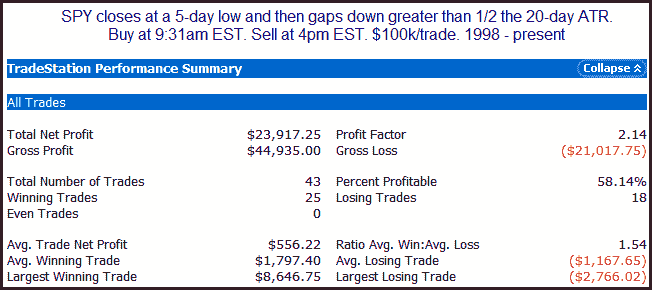 SPY closes at a 5-day low and then gaps down greater than 1/2 the 20-day ATR.
Buy at 9:31am EST. Sell at 4pm EST. $100k/trade. 1998 - present
TradeStation Performance Summary Collapse
All Trades
Total Net Profit $23,917.25 Profit Factor 2.14
Gross Profit $44,935.00 Gross Loss ($21,017.75)
Total Number of Trades 43 Percent Profitable 58.14%
Winning Trades 25 Losing Trades 18
Even Trades 0
Avg. Trade Net Profit $556.22 Ratio Avg. Win:Avg. Loss 1.54
Avg. Winning Trade $1,797.40 Avg. Losing Trade ($1,167.65)
Largest Winning Trade $8,646.75 Largest Losing Trade ($2,766.02)